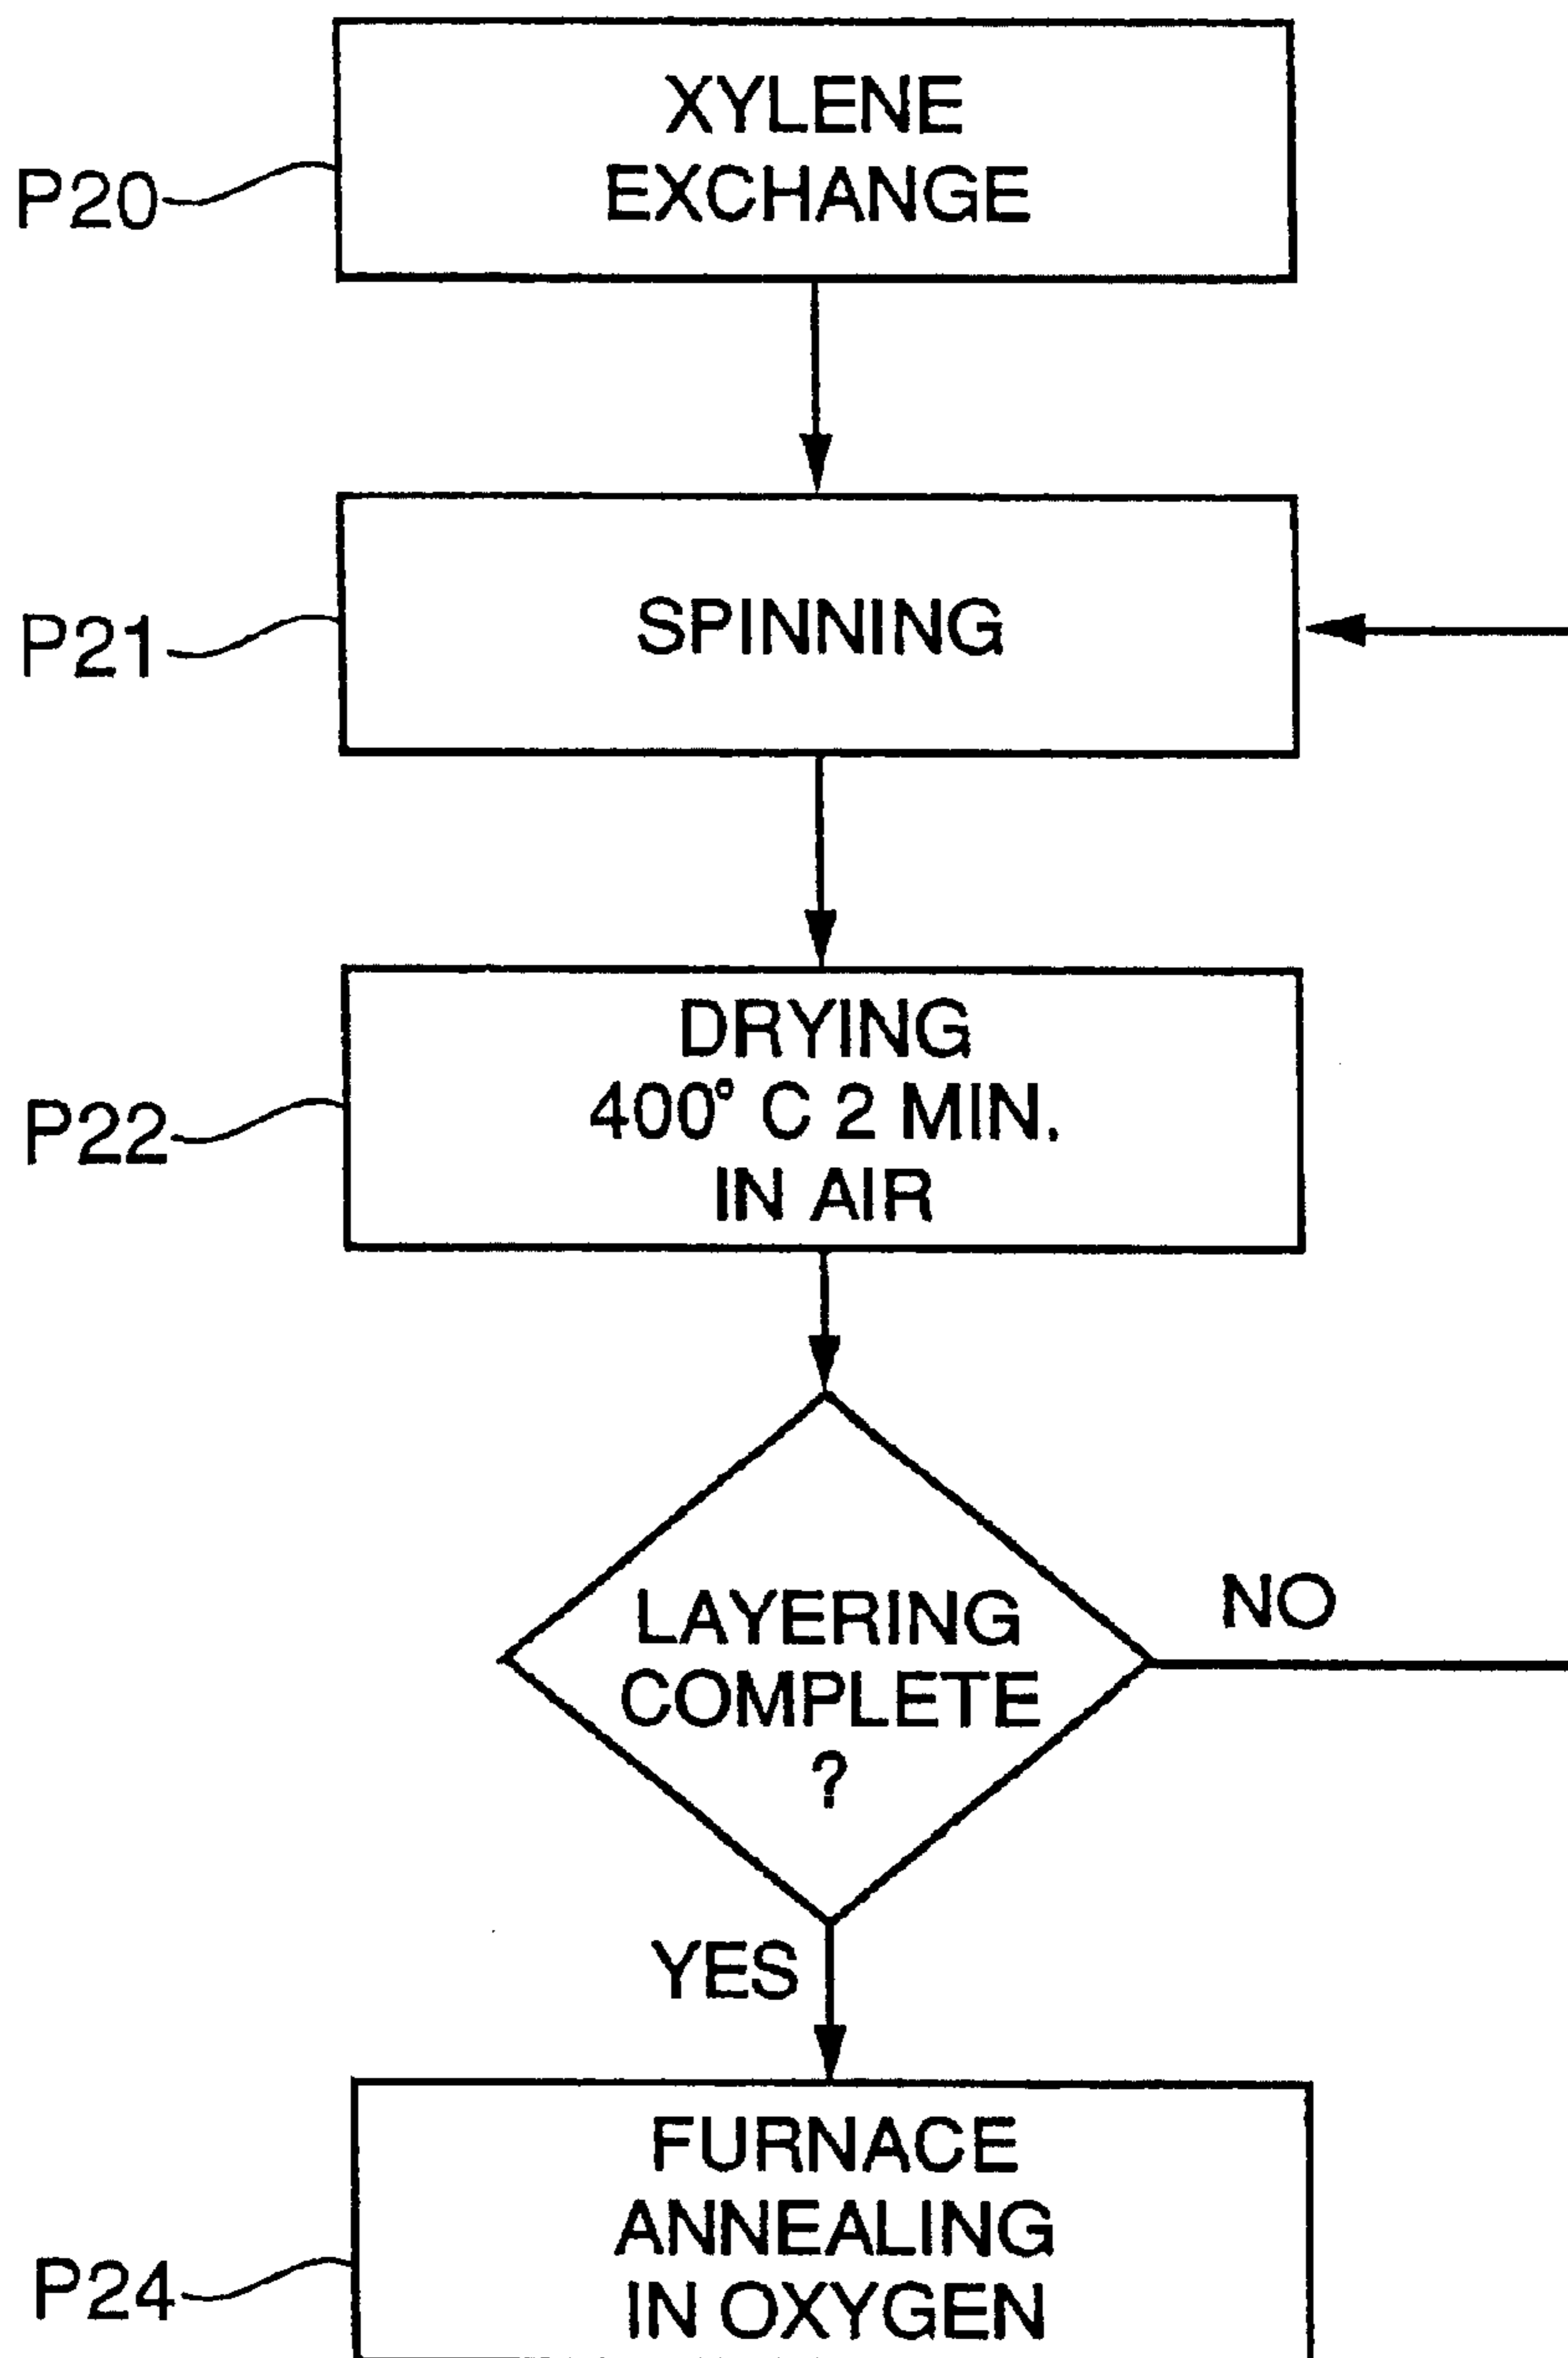 XYLENE
EXCHANGE
P20
SPINNING
P21
DRYING
400° C 2 MIN.
IN AIR
P22
LAYERING
COMPLETE
?
NO
YES
FURNACE
ANNEALING
IN OXYGEN
P24